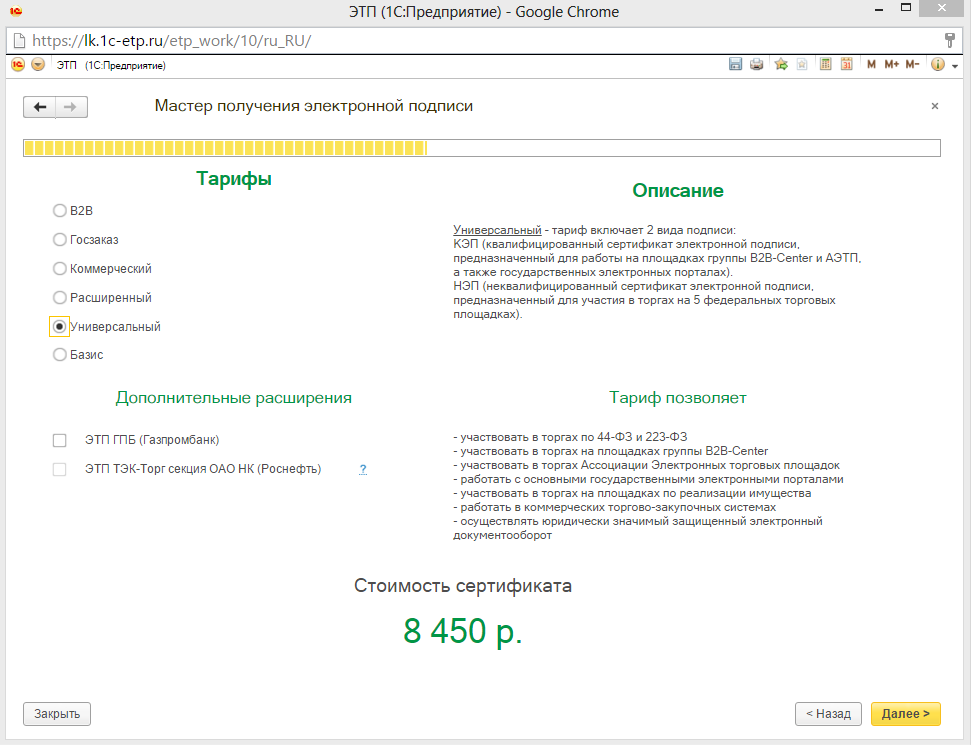 ЭТП (1С:Предприятие) - Google Chrome
https://lk.1c-etp.ru/etp_work/10/ru_RU/
ЭТП (1С:Предприятие)
M M+ M-
Мастер получения электронной подписи
Тарифы
B2B
Госзаказ
Коммерческий
Расширенный
Универсальный
Базис
Описание
Универсальный - тариф включает 2 вида подписи:
КЭП (квалифицированный сертификат электронной подписи,
предназначенный для работы на площадках группы B2B-Center и АЭТП,
а также государственных электронных порталах).
НЭП (неквалифицированный сертификат электронной подписи,
предназначенный для участия в торгах на 5 федеральных торговых
площадках).
Дополнительные расширения
ЭТП ГПБ (Газпромбанк)
ЭТП ТЭК-Торг секция ОАО НК (Роснефть) ?
Тариф позволяет
- участвовать в торгах по 44-ФЗ и 223-ФЗ
- участвовать в торгах на площадках группы B2B-Center
- участвовать в торгах Ассоциации Электронных торговых площадок
- работать с основными государственными электронными порталами
- участвовать в торгах на площадках по реализации имущества
- работать в коммерческих торгово-закупочных системах
- осуществлять юридически значимый защищенный электронный
документооборот
Стоимость сертификата
8 450 р.
Закрыть
< Назад
Далее >